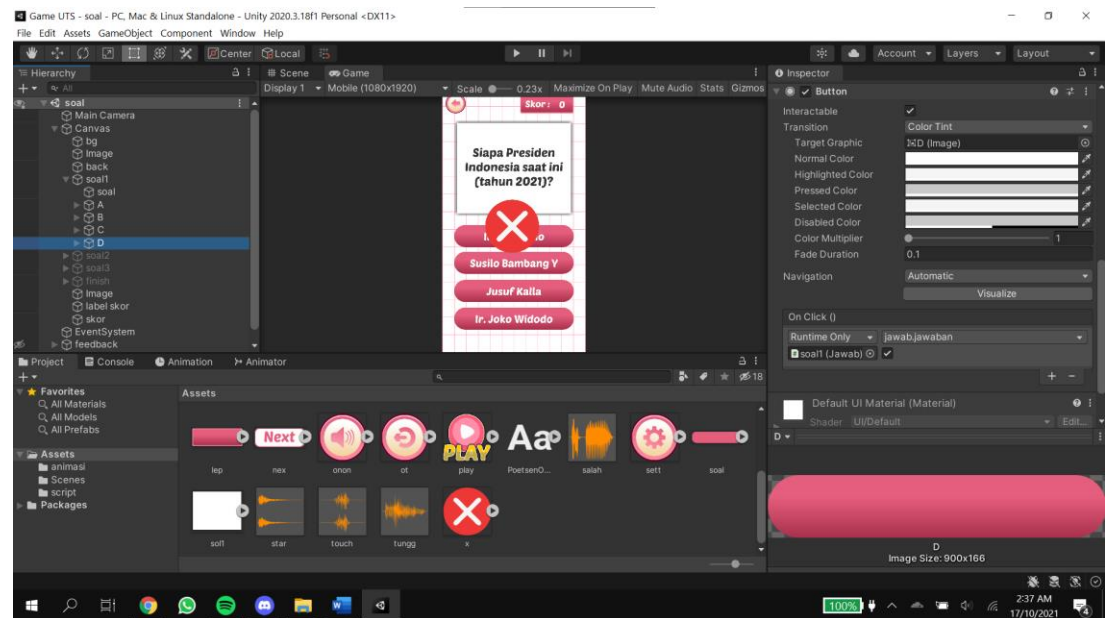 Game UTS - soal - PC, Mac & Linux Standalone - Unity 2020.3.18f1 Personal <DX11>
File Edit Assets GameObject Component Window Help
Center Local Account Layers Layout
Hierarchy
All
soal
Main Camera
Canvas
bg
Image
back
soal1
soal
A
B
C
D
soal2
soal3
finish
Image
label skor
skor
EventSystem
feedback
Scene Game
Display 1 Mobile (1080x1920) Scale 0.23x Maximize On Play Mute Audio Stats Gizmos
Skor : 0
Siapa Presiden
Indonesia saat ini
(tahun 2021)?
Susilo Bambang Y
Jusuf Kalla
Ir. Joko Widodo
Inspector
Button
Interactable
Transition Color Tint
Target Graphic D (Image)
Normal Color
Highlighted Color
Pressed Color
Selected Color
Disabled Color
Color Multiplier 1
Fade Duration 0.1
Navigation Automatic
Visualize
On Click ()
Runtime Only jawab.jawaban
soal1 (Jawab)
+ -
Default UI Material (Material)
Shader UI/Default Edit...
D
D
Image Size: 900x166
Project Console Animation Animator
18
Favorites
All Materials
All Models
All Prefabs
Assets
animasi
Scenes
script
Packages
Assets
Next
PLAY
Aa
lep nex onon ot play PoetsenO... salah sett soal
sol1 star touch tungg x
100%
2:37 AM
17/10/2021
4